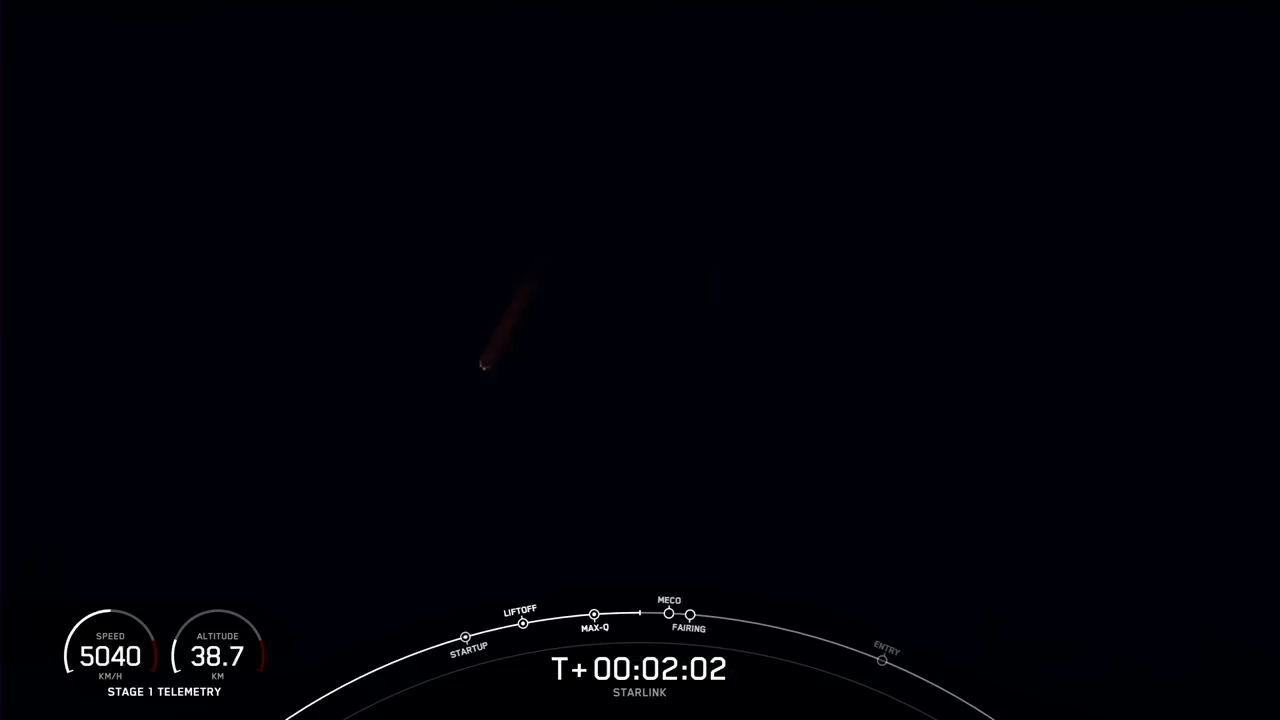 SPEED
5040
KM/H
ALTITUDE
38.7
KM
STAGE 1 TELEMETRY
STARTUP
LIFTOFF
MAX-Q
MECO
FAIRING
ENTRY
T+00:02:02
STARLINK